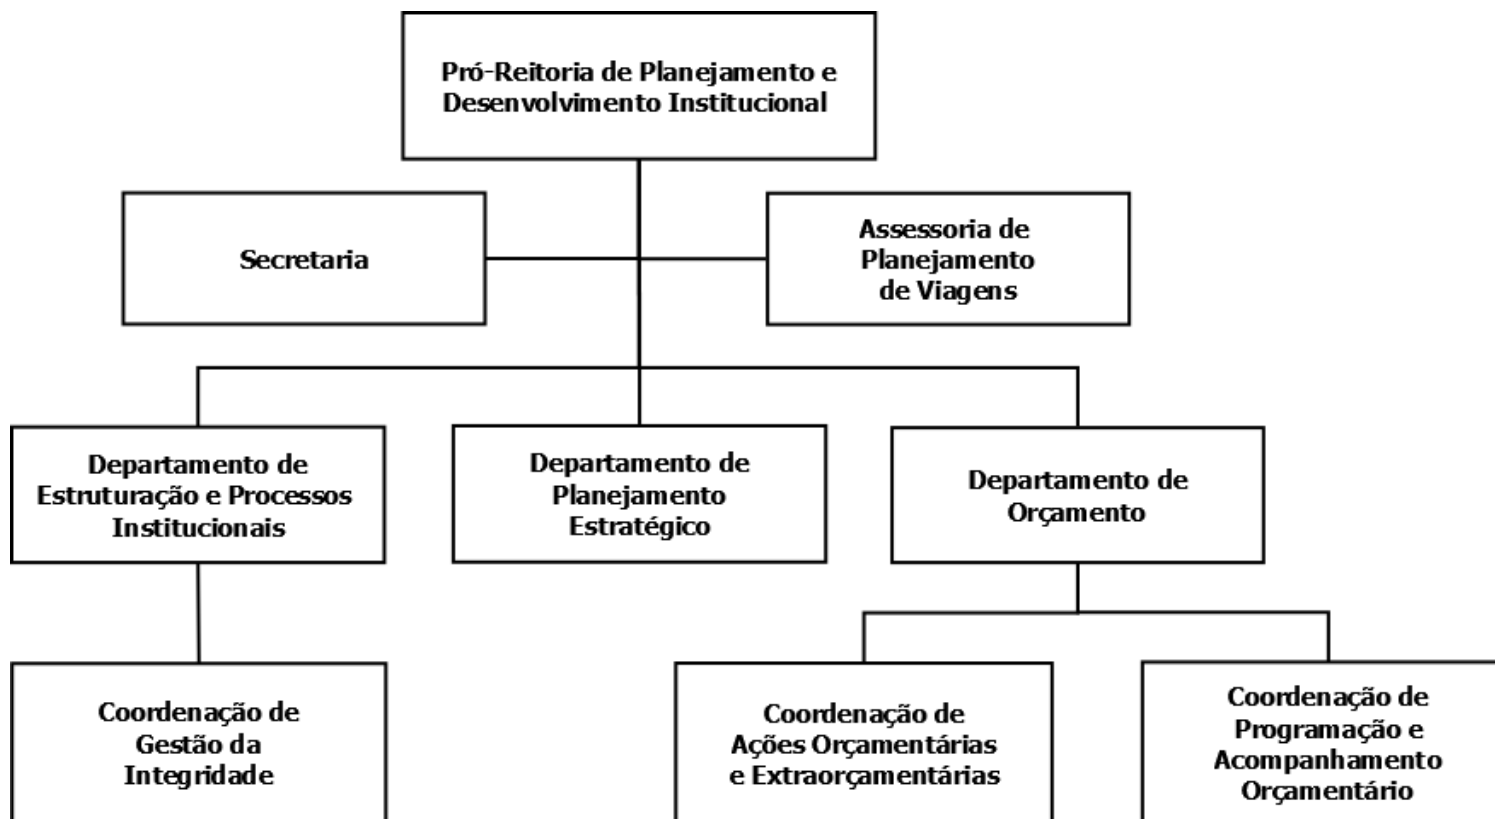 Pró-Reitoria de Planejamento e
Desenvolvimento Institucional
Secretaria
Assessoria de
Planejamento
de Viagens
Departamento de
Estruturação e Processos
Institucionais
Departamento de
Planejamento
Estratégico
Departamento de
Orçamento
Coordenação de
Gestão da
Integridade
Coordenação de
Ações Orçamentárias
e Extraorçamentárias
Coordenação de
Programação e
Acompanhamento
Orçamentário